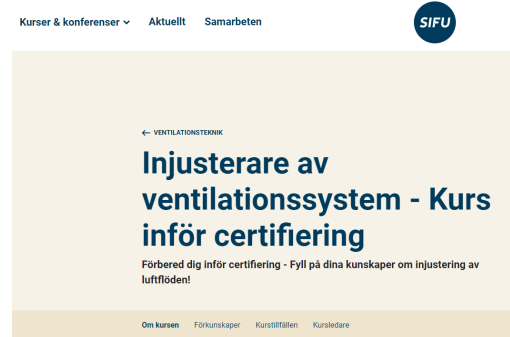 Kurser & konferenser Aktuellt Samarbeten SIFU
← VENTILATIONSTEKNIK
Injusterare av
ventilationssystem - Kurs
inför certifiering
Förbered dig inför certifiering - Fyll på dina kunskaper om injustering av
luftflöden!
Om kursen Förkunskaper Kurstillfällen Kursledare